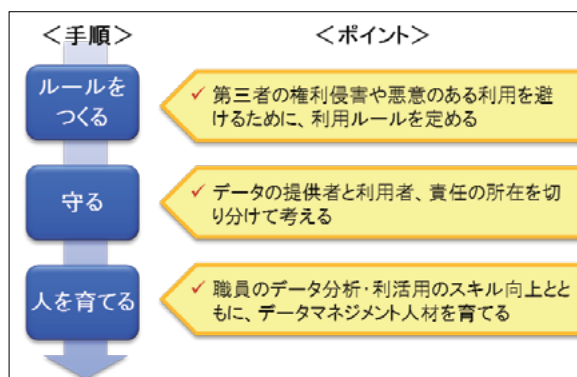 ＜手順＞
＜ポイント＞
ルールを
つくる
✓ 第三者の権利侵害や悪意のある利用を避
けるために、利用ルールを定める
守る
✓ データの提供者と利用者、責任の所在を切
り分けて考える
人を育てる
✓ 職員のデータ分析・利活用のスキル向上とと
もに、データマネジメント人材を育てる